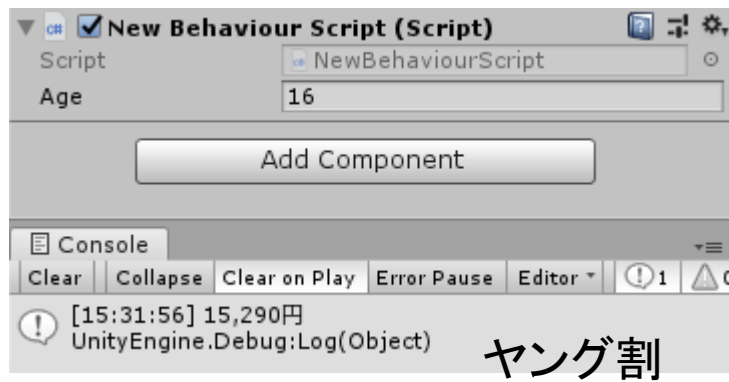 New Behaviour Script (Script)
Script NewBehaviourScript
Age 16
Add Component
Console
Clear Collapse Clear on Play Error Pause Editor 1 0
[15:31:56] 15,290円
UnityEngine.Debug:Log(Object)
ヤング割